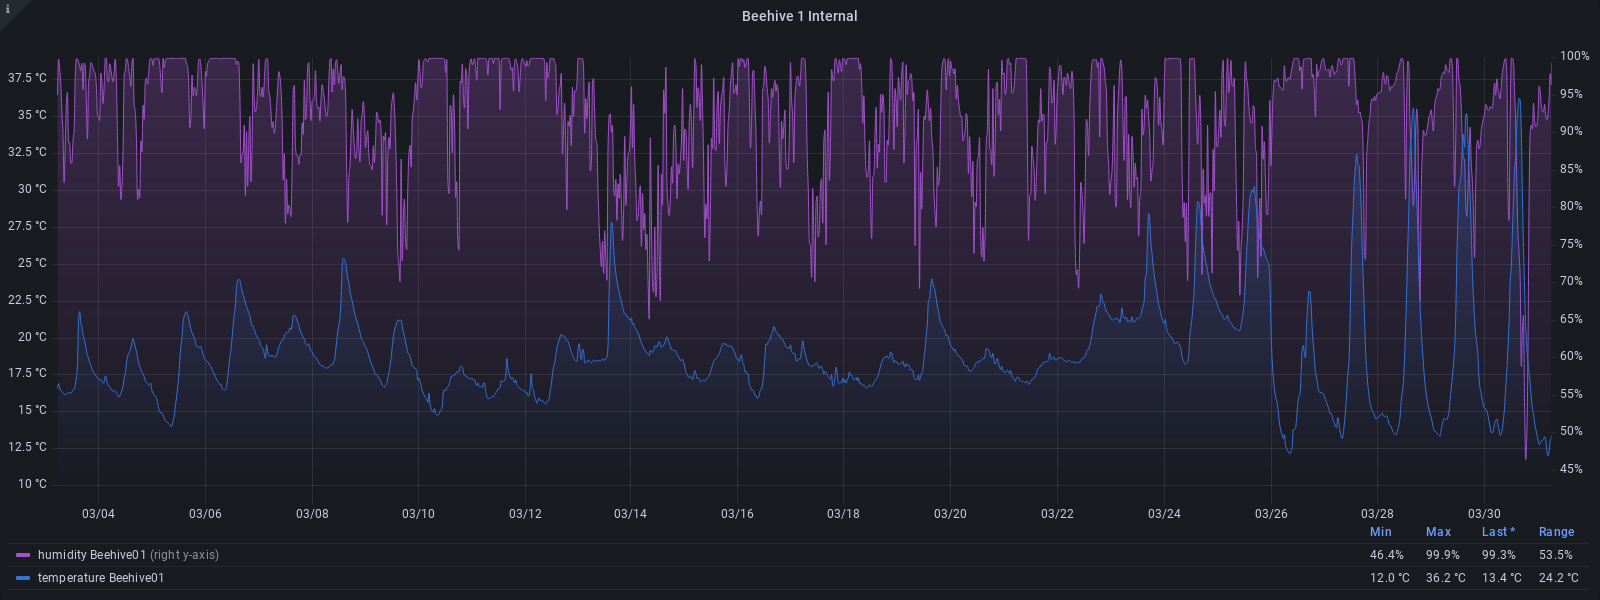 i
Beehive 1 Internal
37.5 °C
35 °C
32.5 °C
30 °C
27.5 °C
25 °C
22.5 °C
20 °C
17.5 °C
15 °C
12.5 °C
10 °C
100%
95%
90%
85%
80%
75%
70%
65%
60%
55%
50%
45%
03/04 03/06 03/08 03/10 03/12 03/14 03/16 03/18 03/20 03/22 03/24 03/26 03/28 03/30
Min Max Last * Range
humidity Beehive01 (right y-axis) 46.4% 99.9% 99.3% 53.5%
temperature Beehive01 12.0 °C 36.2 °C 13.4 °C 24.2 °C